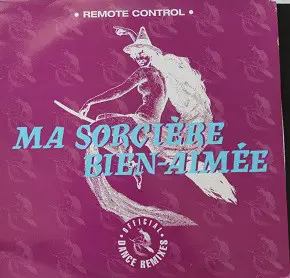 • REMOTE CONTROL •
MA SORCIÈRE
BIEN-AIMÉE
• OFFICIAL •
DANCE REMIXES